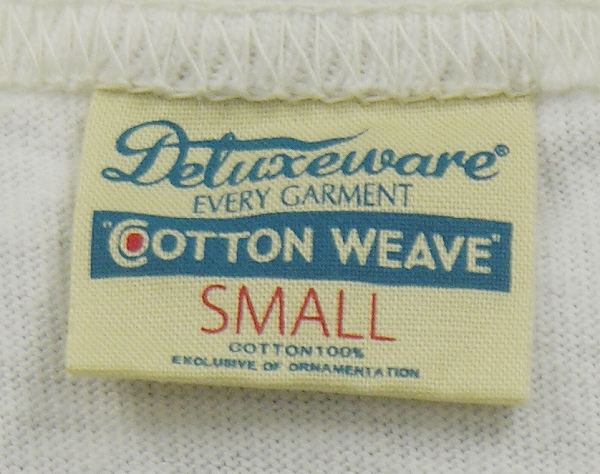 Deluxeware®
EVERY GARMENT
"COTTON WEAVE"
SMALL
COTTON100%
EXCLUSIVE OF ORNAMENTATION